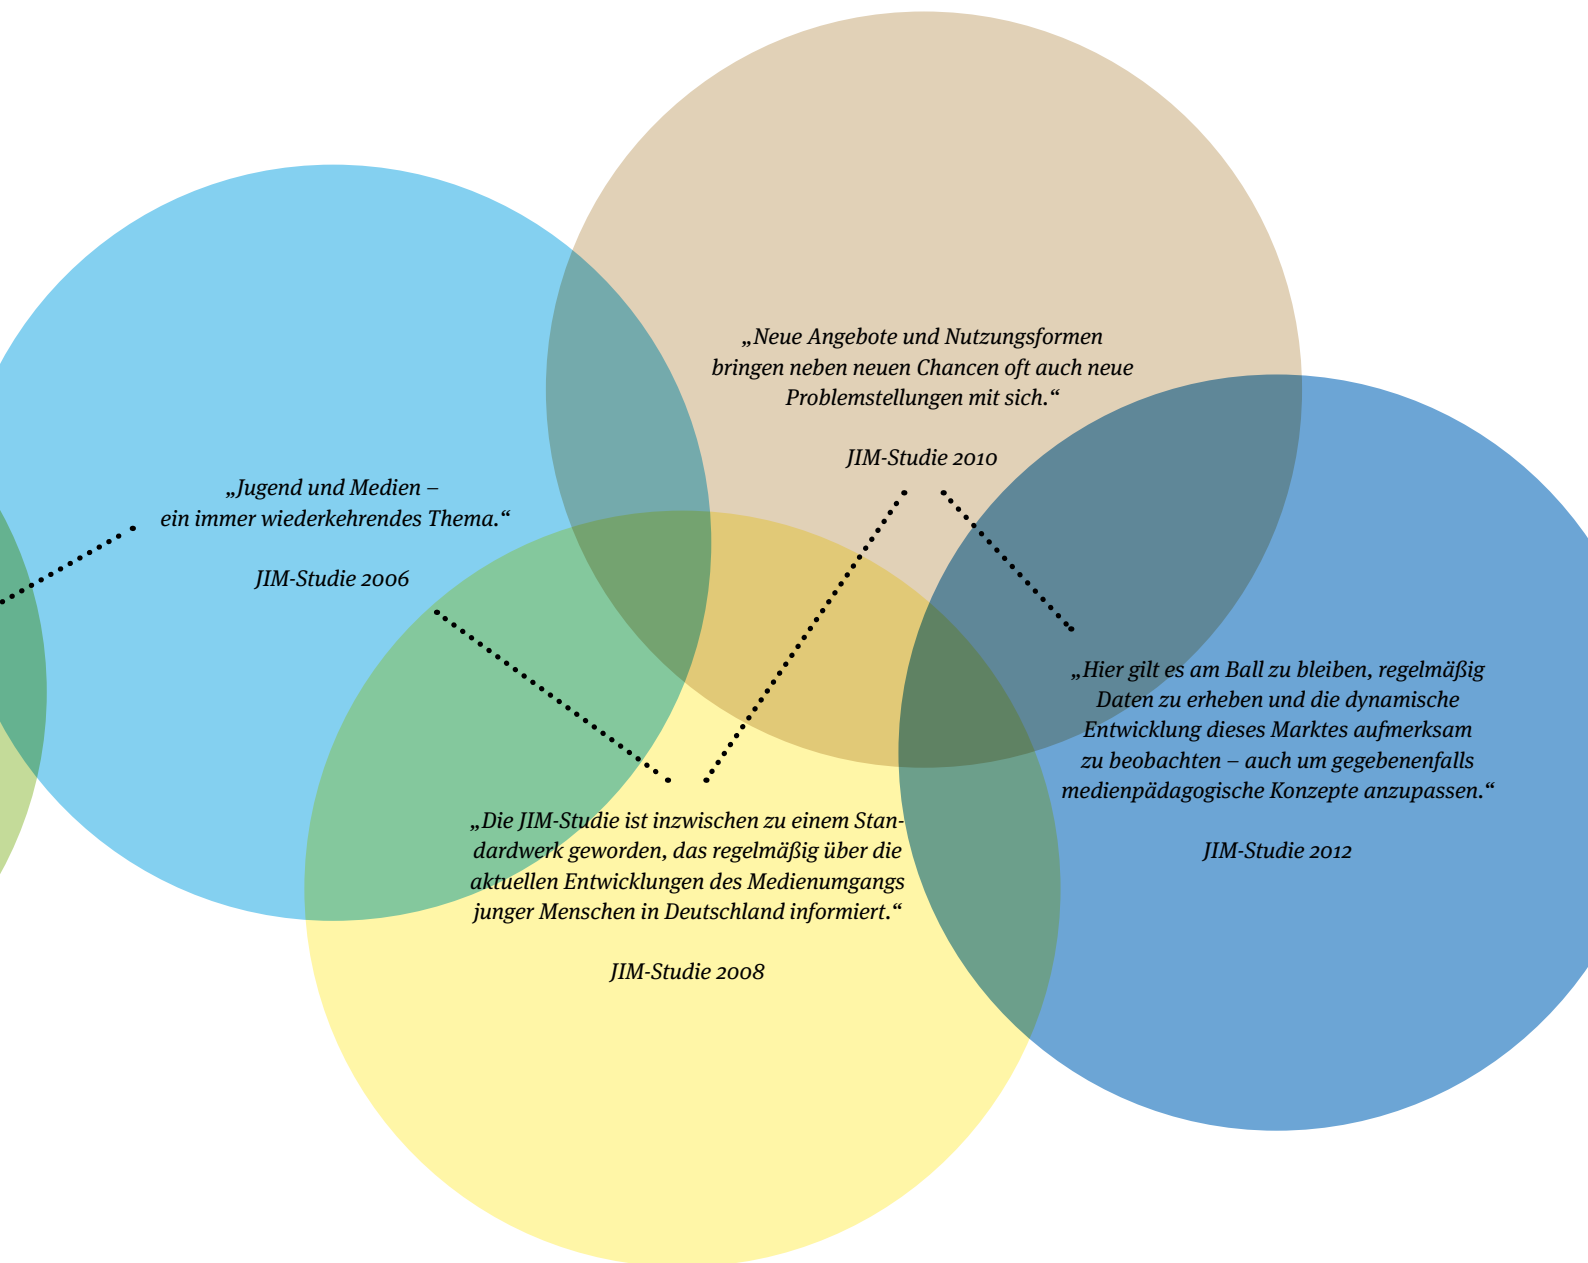 „Jugend und Medien –
ein immer wiederkehrendes Thema.“
JIM-Studie 2006
„Die JIM-Studie ist inzwischen zu einem Stan-
dardwerk geworden, das regelmäßig über die
aktuellen Entwicklungen des Medienumgangs
junger Menschen in Deutschland informiert.“
JIM-Studie 2008
„Neue Angebote und Nutzungsformen
bringen neben neuen Chancen oft auch neue
Problemstellungen mit sich.“
JIM-Studie 2010
„Hier gilt es am Ball zu bleiben, regelmäßig
Daten zu erheben und die dynamische
Entwicklung dieses Marktes aufmerksam
zu beobachten – auch um gegebenenfalls
medienpädagogische Konzepte anzupassen.“
JIM-Studie 2012